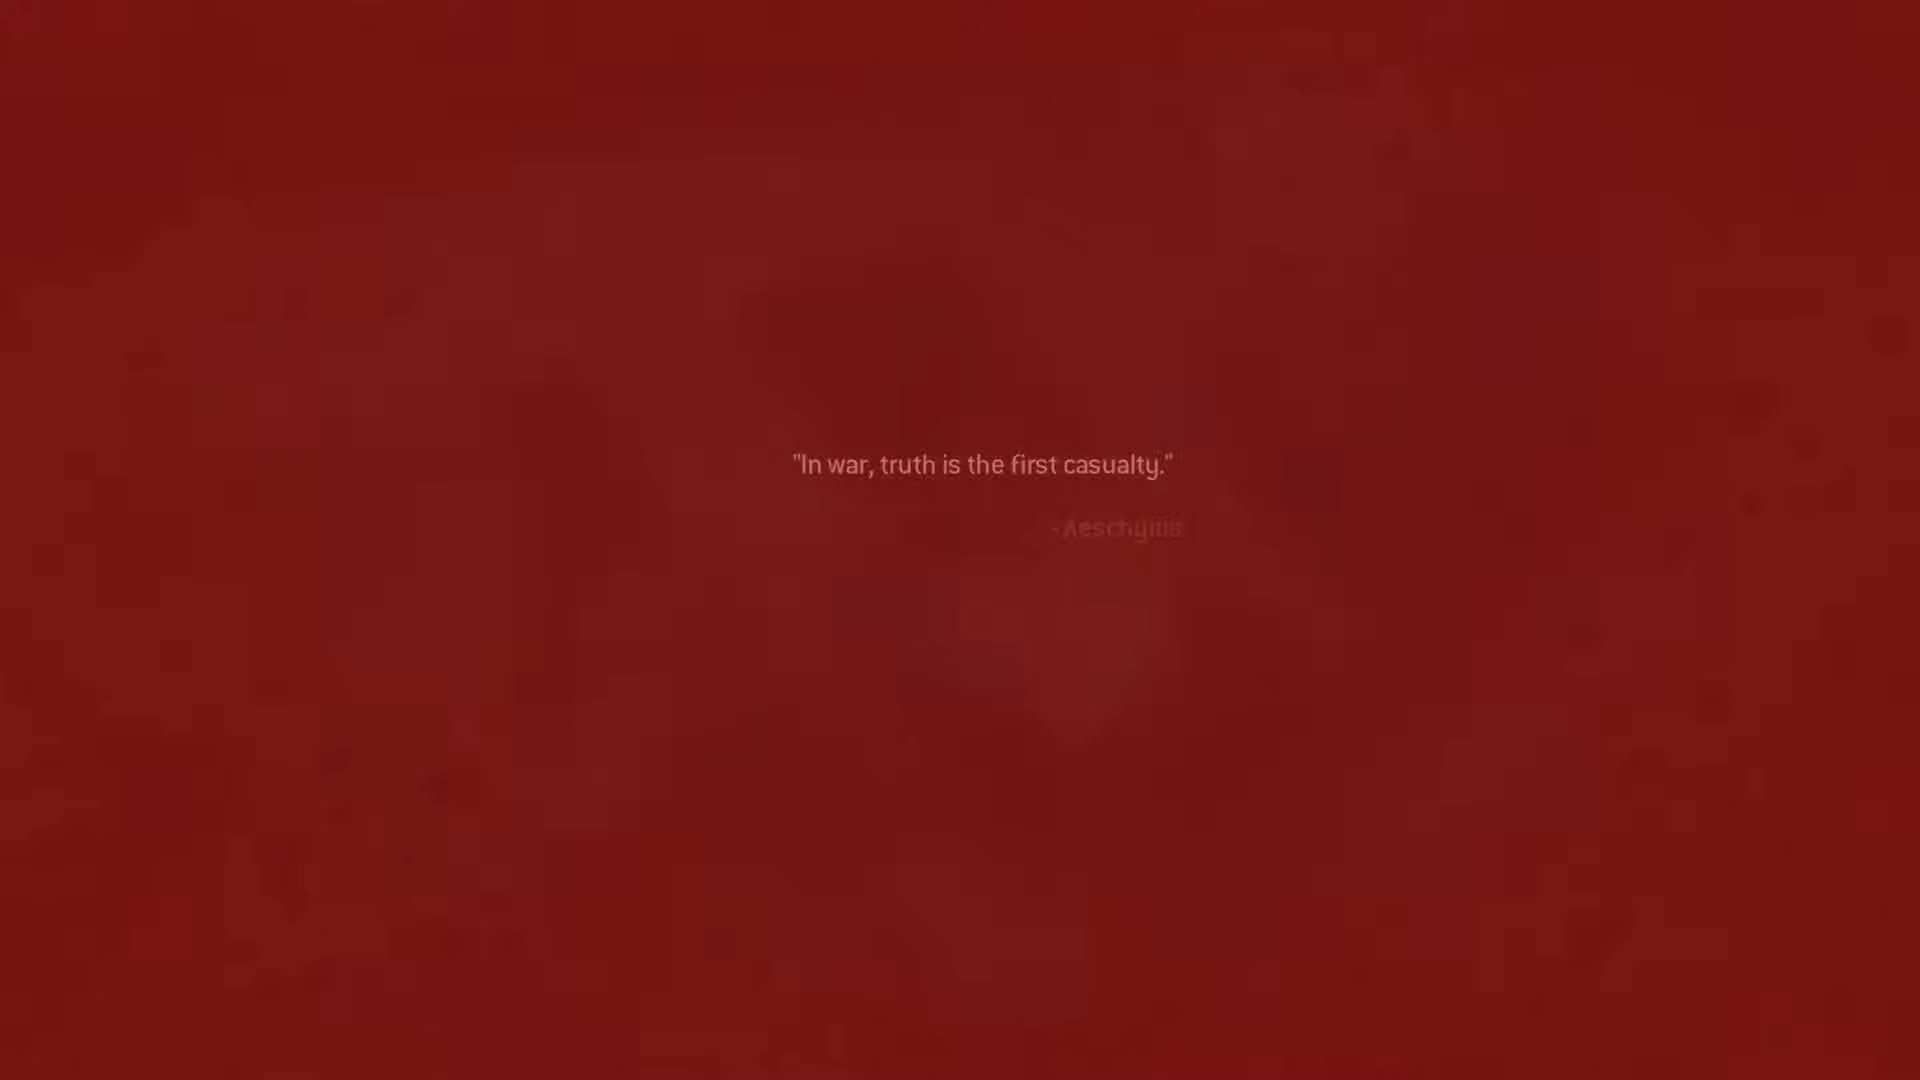 "In war, truth is the first casualty."
- Aeschylus